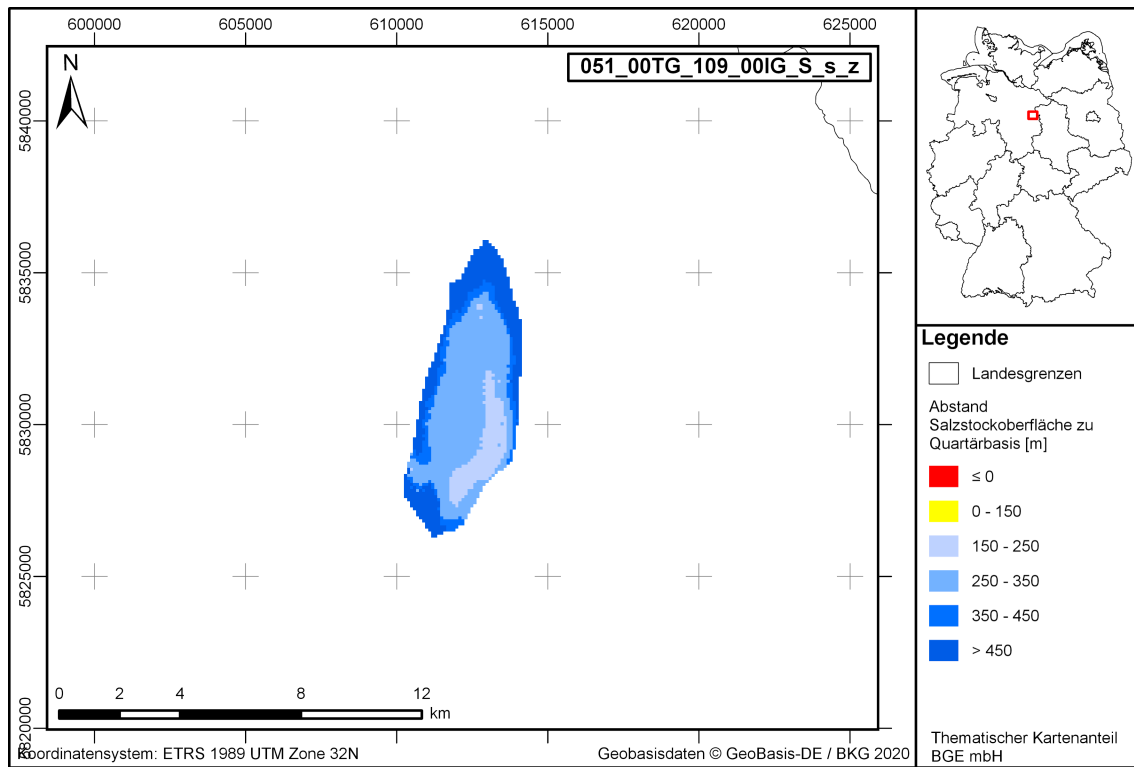 600000 605000 610000 615000 620000 625000
051_00TG_109_00IG_S_s_z
N
5840000
5835000
5830000
5825000
5820000
0 2 4 8 12
km
Koordinatensystem: ETRS 1989 UTM Zone 32N
Geobasisdaten © GeoBasis-DE / BKG 2020
Legende
Landesgrenzen
Abstand
Salzstockoberfläche zu
Quartärbasis [m]
≤ 0
0 - 150
150 - 250
250 - 350
350 - 450
> 450
Thematischer Kartenanteil
BGE mbH